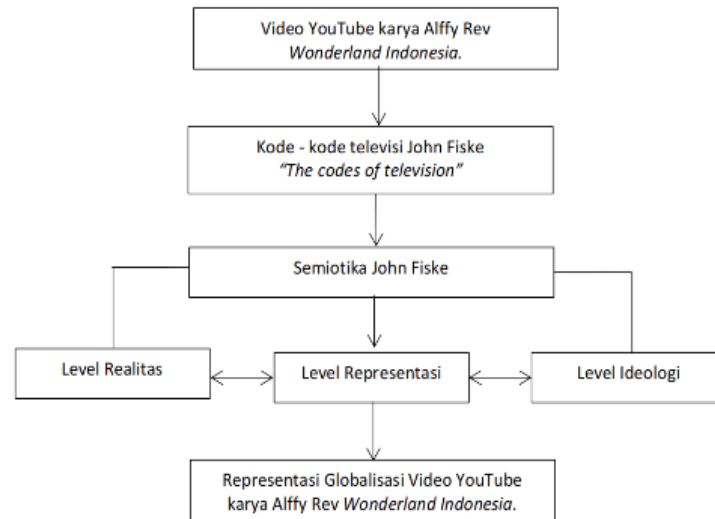 Video YouTube karya Alffy Rev
Wonderland Indonesia.
Kode - kode televisi John Fiske
“The codes of television”
Semiotika John Fiske
Level Realitas
Level Representasi
Level Ideologi
Representasi Globalisasi Video YouTube
karya Alffy Rev Wonderland Indonesia.